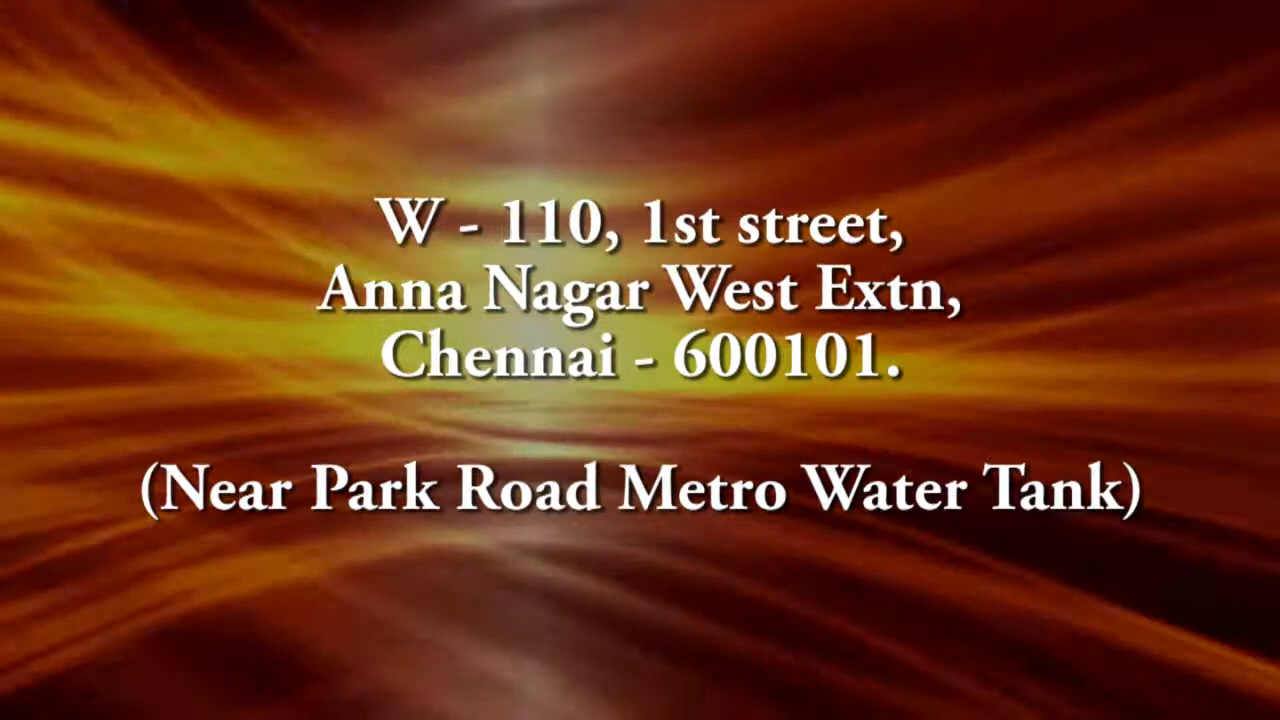 W - 110, 1st street,
Anna Nagar West Extn,
Chennai - 600101.
(Near Park Road Metro Water Tank)